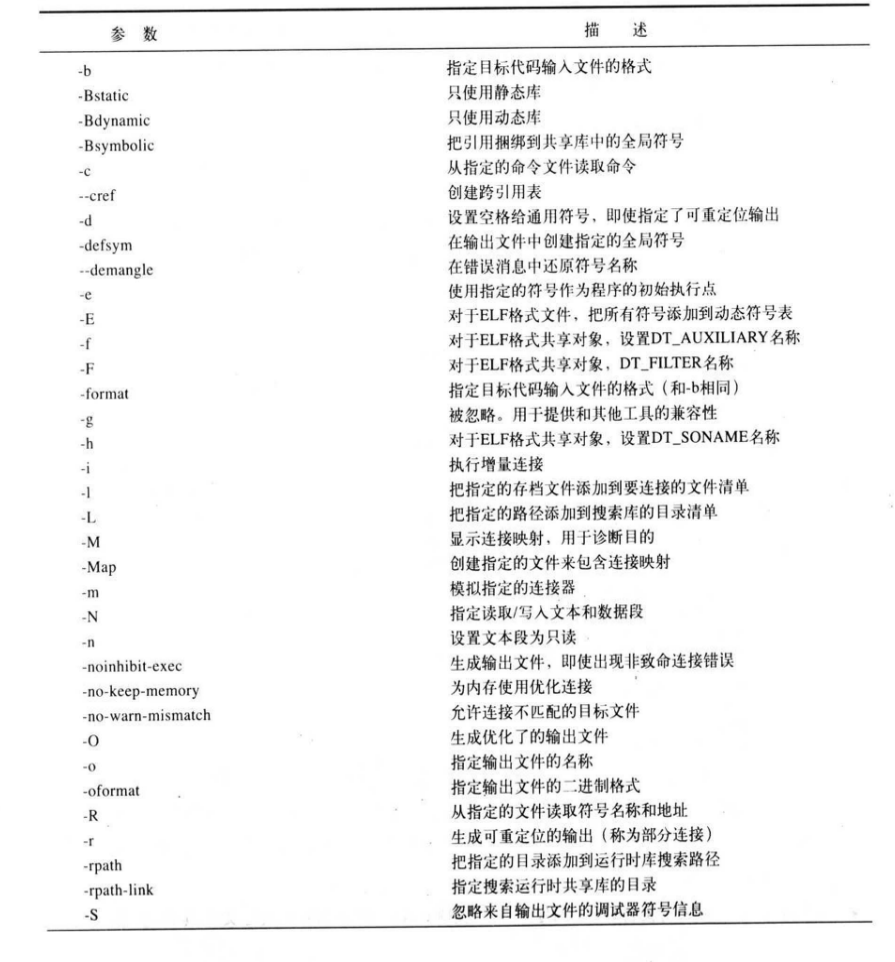 参 数 描 述
-b 指定目标代码输入文件的格式
-Bstatic 只使用静态库
-Bdynamic 只使用动态库
-Bsymbolic 把引用捆绑到共享库中的全局符号
-c 从指定的命令文件读取命令
--cref 创建跨引用表
-d 设置空格给通用符号，即使指定了可重定位输出
-defsym 在输出文件中创建指定的全局符号
--demangle 在错误消息中还原符号名称
-e 使用指定的符号作为程序的初始执行点
-E 对于ELF格式文件，把所有符号添加到动态符号表
-f 对于ELF格式共享对象，设置DT_AUXILIARY名称
-F 对于ELF格式共享对象，DT_FILTER名称
-format 指定目标代码输入文件的格式（和-b相同）
-g 被忽略。用于提供和其他工具的兼容性
-h 对于ELF格式共享对象，设置DT_SONAME名称
-i 执行增量连接
-l 把指定的存档文件添加到要连接的文件清单
-L 把指定的路径添加到搜索库的目录清单
-M 显示连接映射，用于诊断目的
-Map 创建指定的文件来包含连接映射
-m 模拟指定的连接器
-N 指定读取/写入文本和数据段
-n 设置文本段为只读
-noinhibit-exec 生成输出文件，即使出现非致命连接错误
-no-keep-memory 为内存使用优化连接
-no-warn-mismatch 允许连接不匹配的目标文件
-O 生成优化了的输出文件
-o 指定输出文件的名称
-oformat 指定输出文件的二进制格式
-R 从指定的文件读取符号名称和地址
-r 生成可重定位的输出（称为部分连接）
-rpath 把指定的目录添加到运行时库搜索路径
-rpath-link 指定搜索运行时共享库的目录
-S 忽略来自输出文件的调试器符号信息